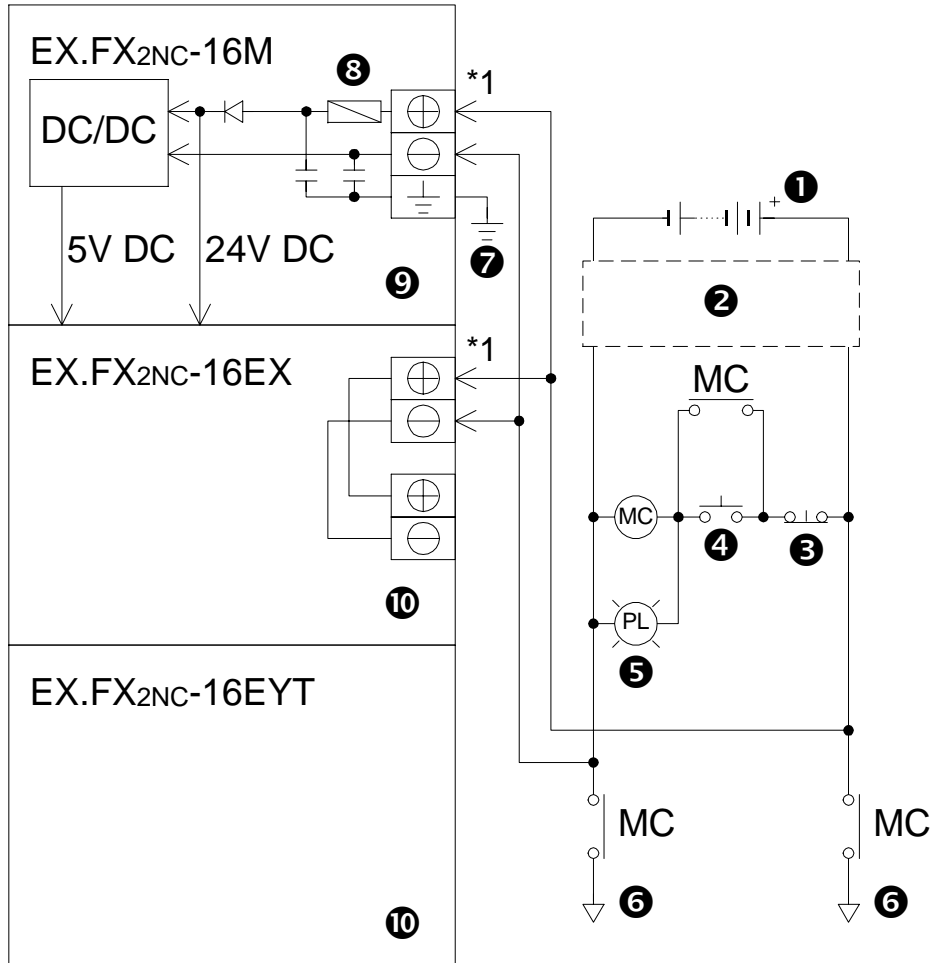 EX.FX2NC-16M
❽
*1
DC/DC
❶
+
5V DC
24V DC
❼
❾
❷
EX.FX2NC-16EX
*1
MC
MC
❹
❸
❿
PL
❺
EX.FX2NC-16EYT
MC
MC
❻
❻
❿